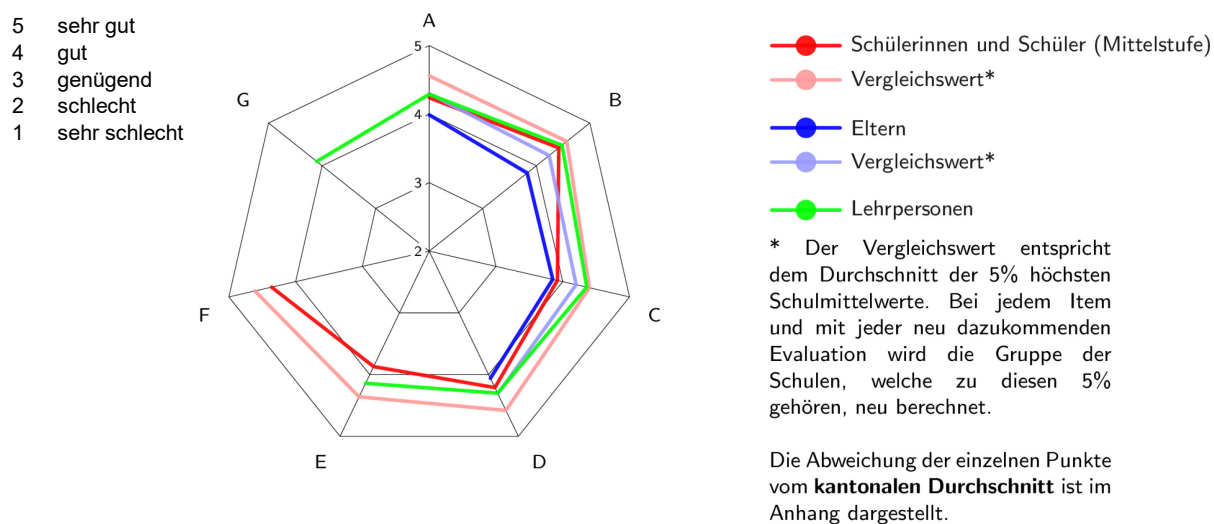 5 sehr gut
4 gut
3 genügend
2 schlecht
1 sehr schlecht
A
5
B
G
4
3
2
F
C
E
D
Schülerinnen und Schüler (Mittelstufe)
Vergleichswert*
Eltern
Vergleichswert*
Lehrpersonen
* Der Vergleichswert entspricht
dem Durchschnitt der 5% höchsten
Schulmittelwerte. Bei jedem Item
und mit jeder neu dazukommenden
Evaluation wird die Gruppe der
Schulen, welche zu diesen 5%
gehören, neu berechnet.
Die Abweichung der einzelnen Punkte
vom kantonalen Durchschnitt ist im
Anhang dargestellt.